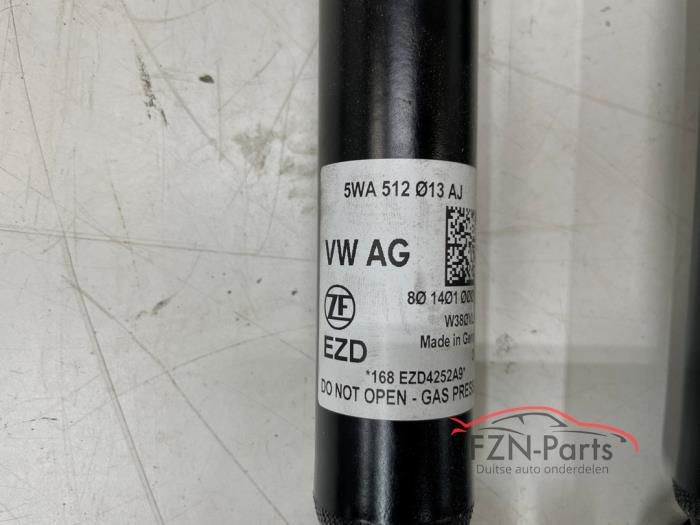 5WA 512 Ø13 AJ
VW AG
8Ø 14Ø1
ZF
Made in
EZD
*168 EZD4252A9*
DO NOT OPEN - GAS
FZN-Parts
Duitse auto onderdelen